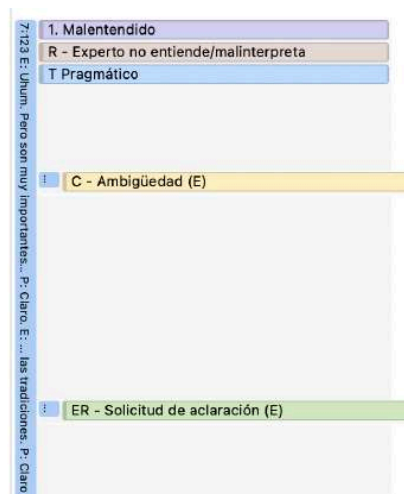 7:123 E: Uhum. Pero son muy importantes... P: Claro. E: ... las tradiciones. P: Claro
1. Malentendido
R - Experto no entiende/malinterpreta
T Pragmático
C - Ambigüedad (E)
ER - Solicitud de aclaración (E)